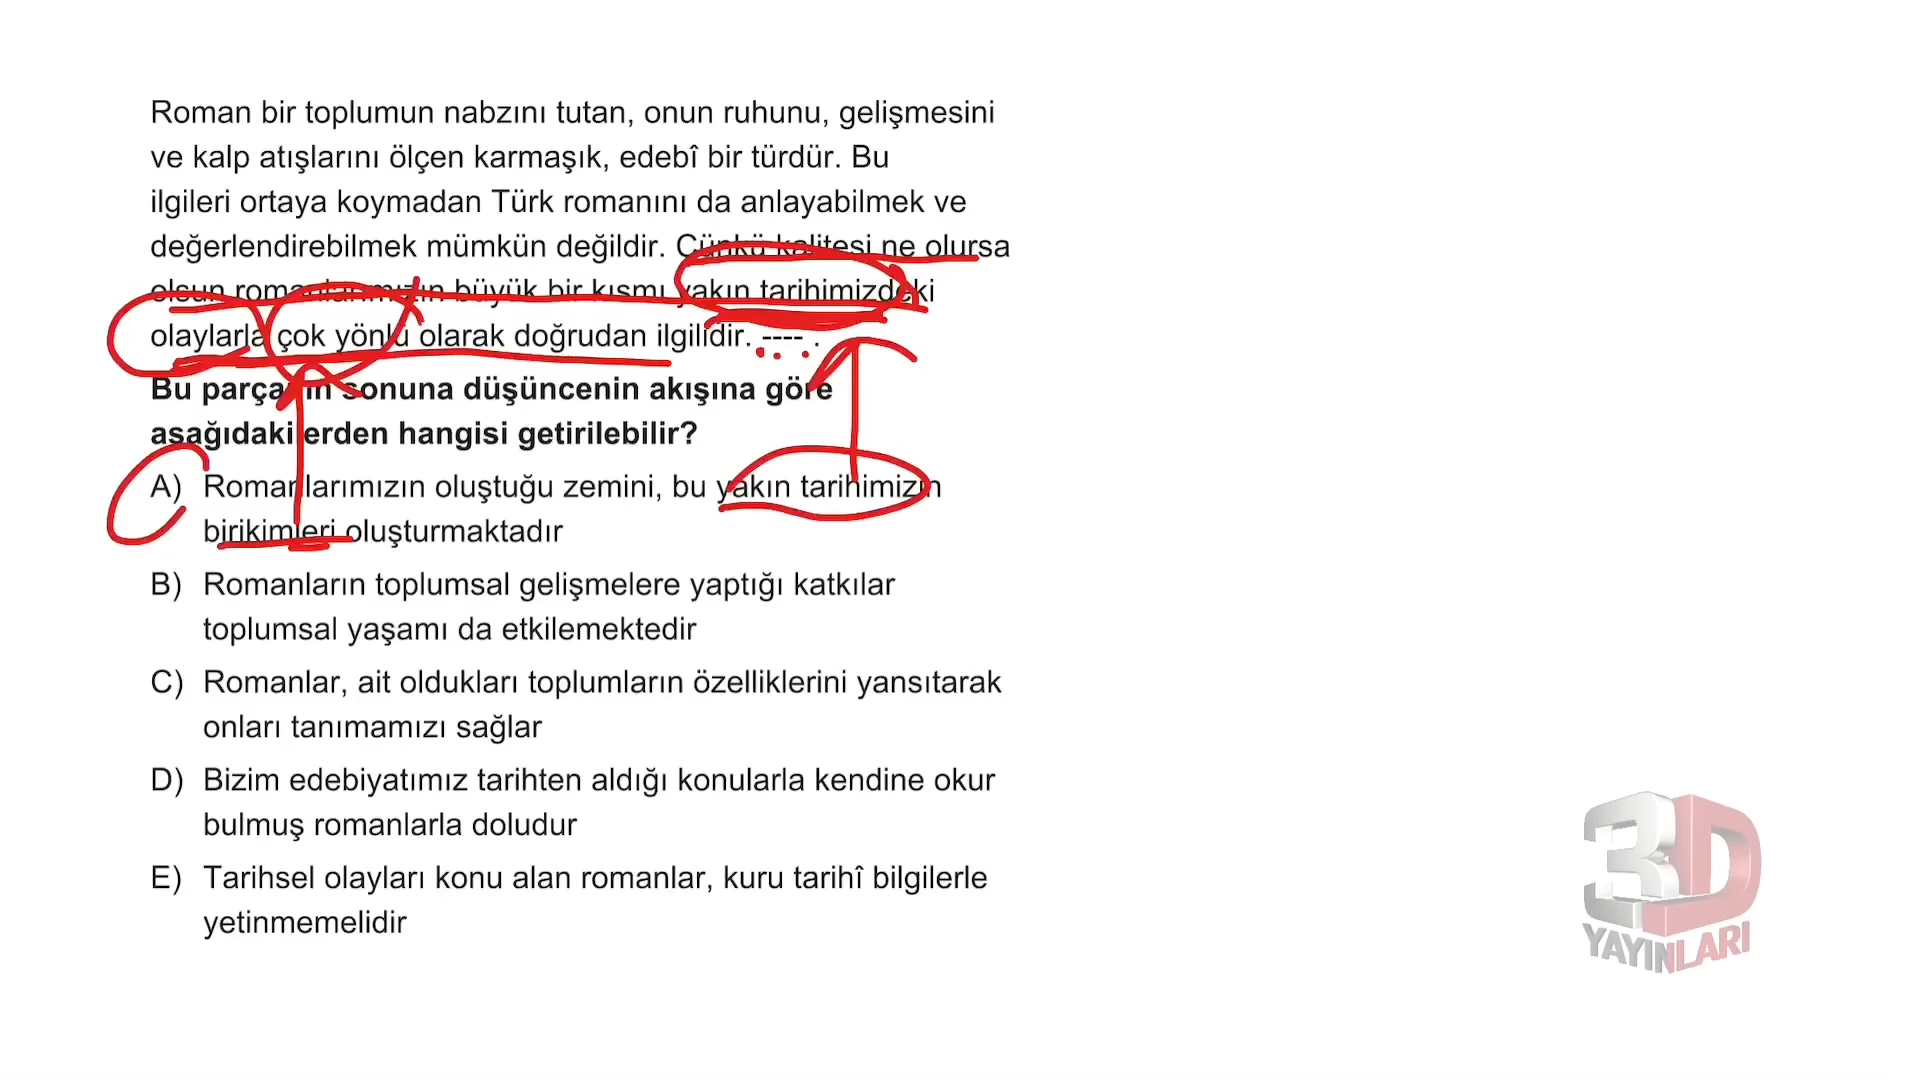 Roman bir toplumun nabzını tutan, onun ruhunu, gelişmesini
ve kalp atışlarını ölçen karmaşık, edebî bir türdür. Bu
ilgileri ortaya koymadan Türk romanını da anlayabilmek ve
değerlendirebilmek mümkün değildir. Çünkü kalitesi ne olursa
olsun romanlarımızın büyük bir kısmı yakın tarihimizdeki
olaylarla çok yönlü olarak doğrudan ilgilidir. ---- .
Bu parçanın sonuna düşüncenin akışına göre
aşağıdakilerden hangisi getirilebilir?
A) Romanlarımızın oluştuğu zemini, bu yakın tarihimizin
birikimleri oluşturmaktadır
B) Romanların toplumsal gelişmelere yaptığı katkılar
toplumsal yaşamı da etkilemektedir
C) Romanlar, ait oldukları toplumların özelliklerini yansıtarak
onları tanımamızı sağlar
D) Bizim edebiyatımız tarihten aldığı konularla kendine okur
bulmuş romanlarla doludur
E) Tarihsel olayları konu alan romanlar, kuru tarihî bilgilerle
yetinmemelidir
3D
YAYINLARI